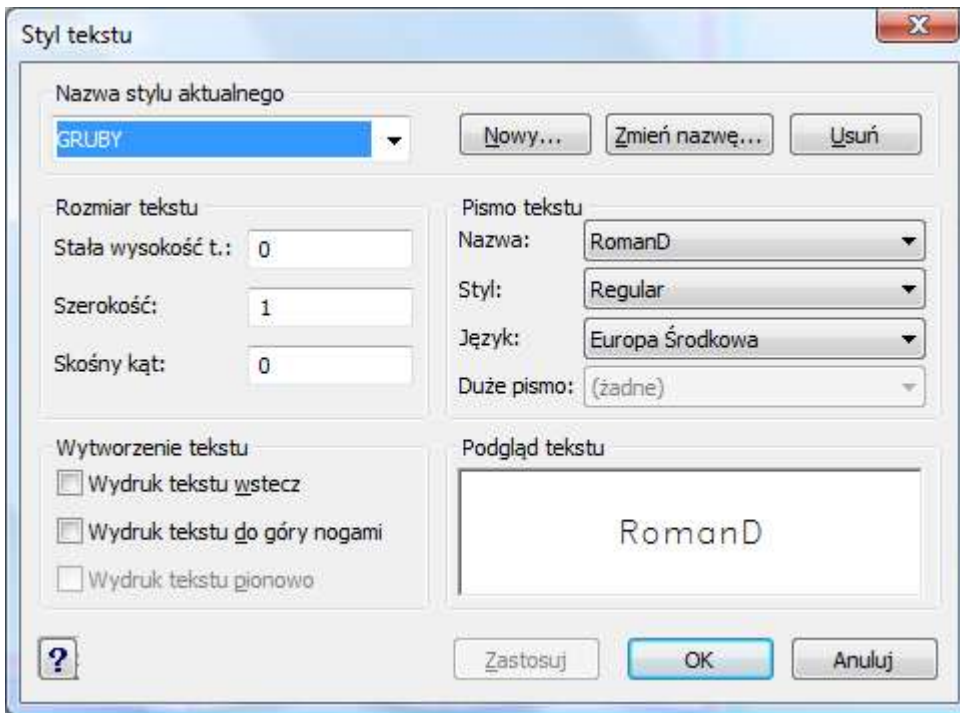 Styl tekstu
Nazwa stylu aktualnego
GRUBY
Nowy...
Zmień nazwę...
Usuń
Rozmiar tekstu
Stała wysokość t.: 0
Szerokość: 1
Skośny kąt: 0
Pismo tekstu
Nazwa: RomanD
Styl: Regular
Język: Europa Środkowa
Duże pismo: (żadne)
Wytworzenie tekstu
Wydruk tekstu wstecz
Wydruk tekstu do góry nogami
Wydruk tekstu pionowo
Podgląd tekstu
RomanD
?
Zastosuj
OK
Anuluj